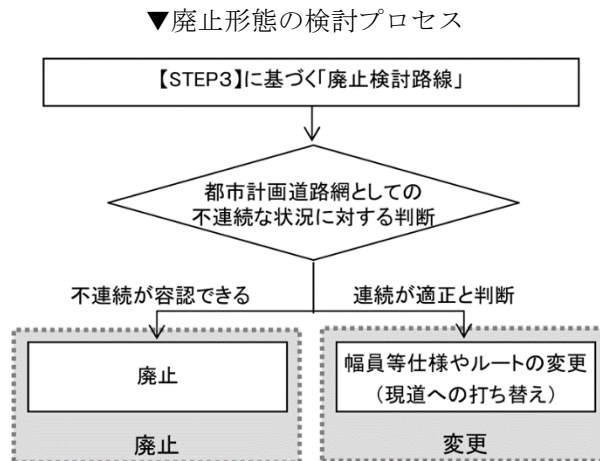 ▼廃止形態の検討プロセス
【STEP3】に基づく「廃止検討路線」
都市計画道路網としての
不連続な状況に対する判断
不連続が容認できる
連続が適正と判断
廃止
幅員等仕様やルートの変更
(現道への打ち替え)
廃止
変更